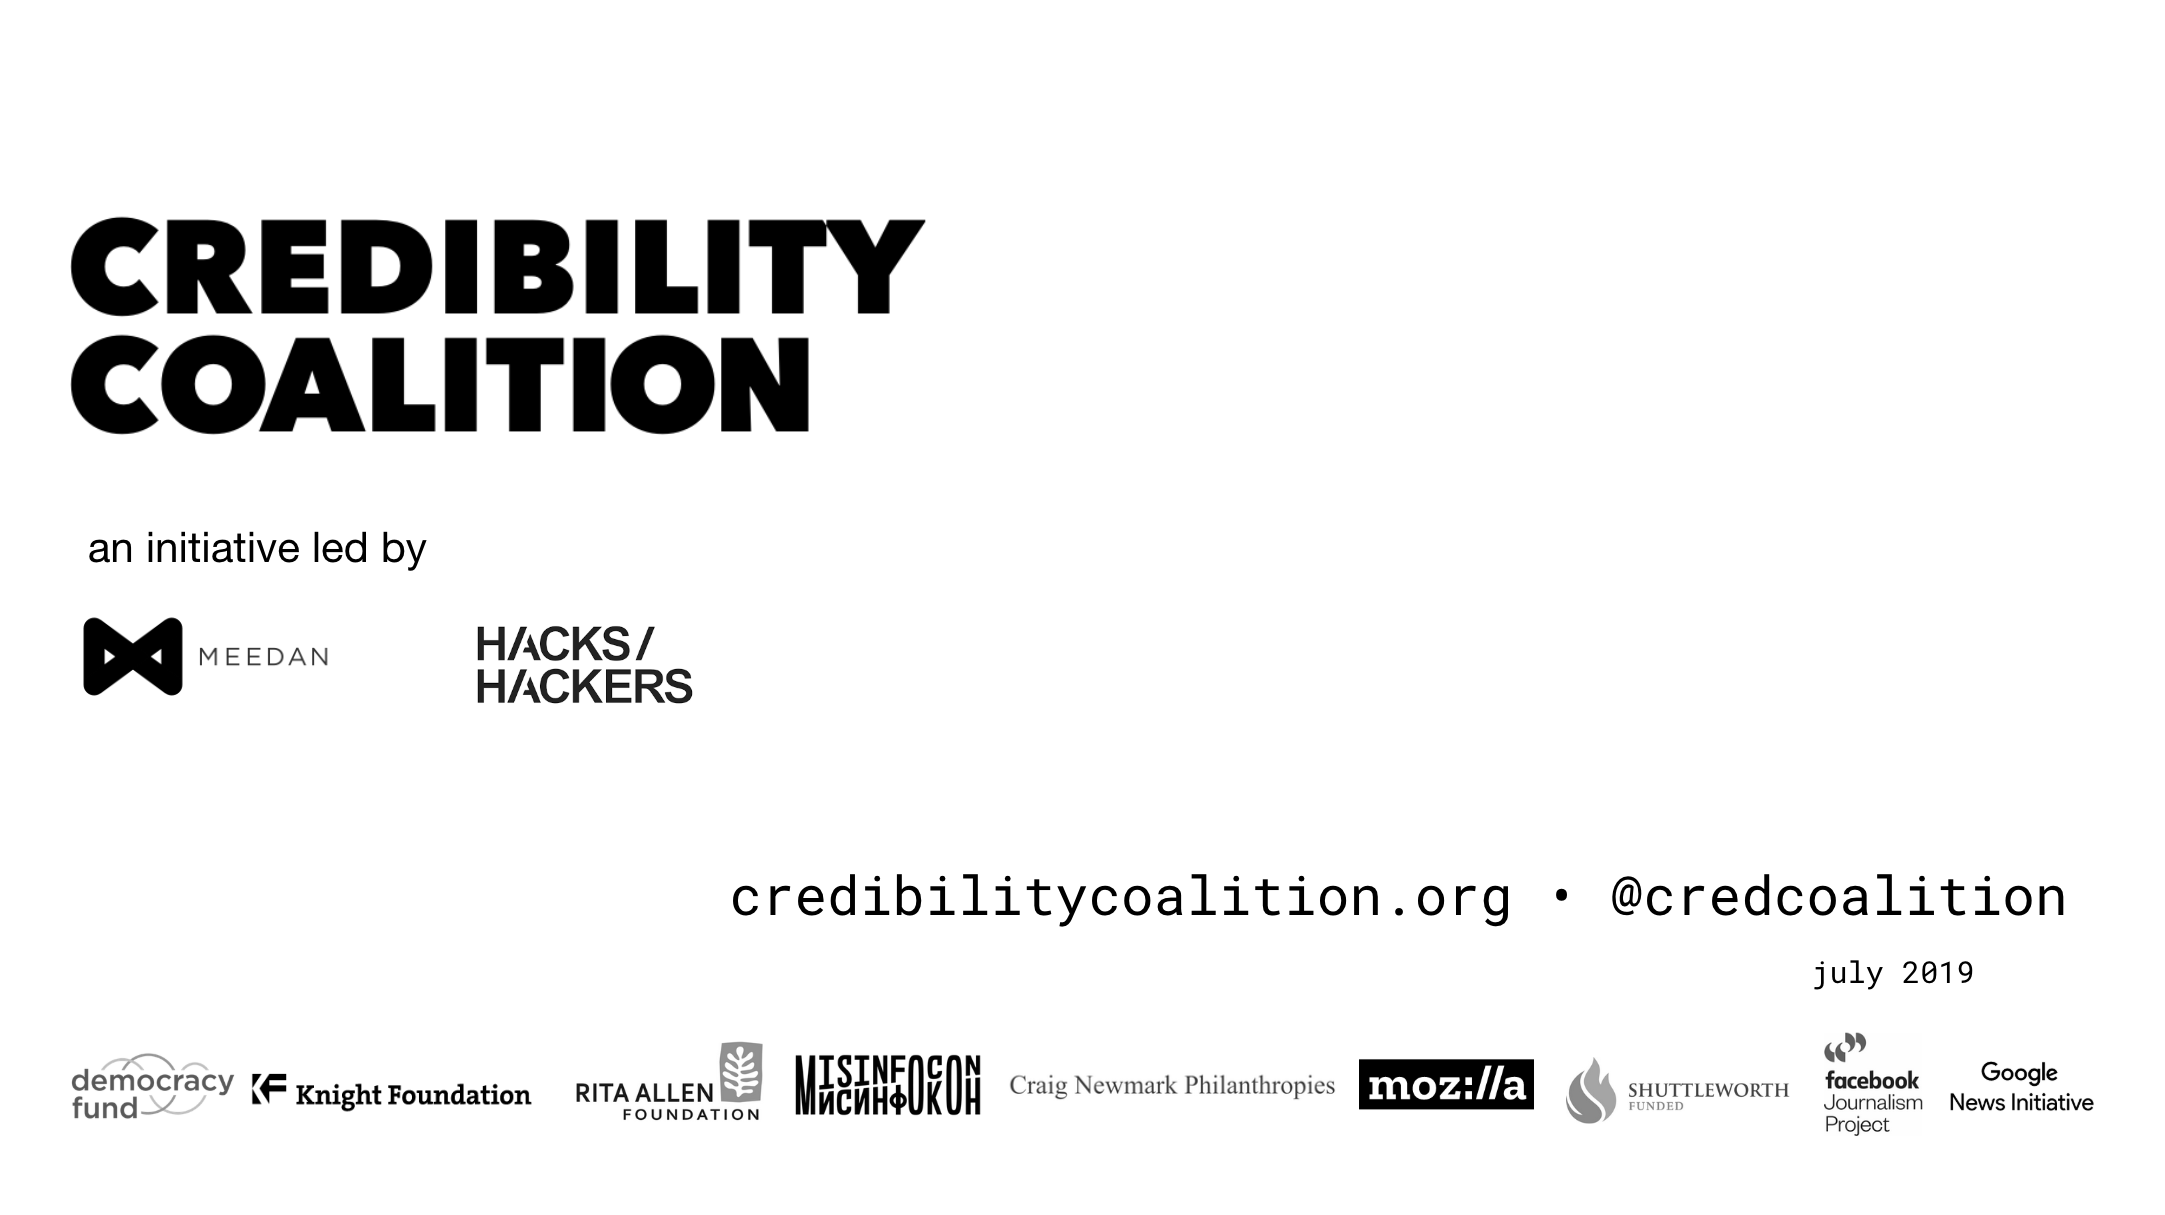 CREDIBILITY
COALITION
an initiative led by
MEEDAN
HACKS/
HACKERS
credibilitycoalition.org • @credcoalition
july 2019
democracy
fund
Knight Foundation
RITA ALLEN
FOUNDATION
MISINFOCON
МИСИНФОКОН
Craig Newmark Philanthropies
moz://a
SHUTTLEWORTH
FUNDED
facebook
Journalism
Project
Google
News Initiative